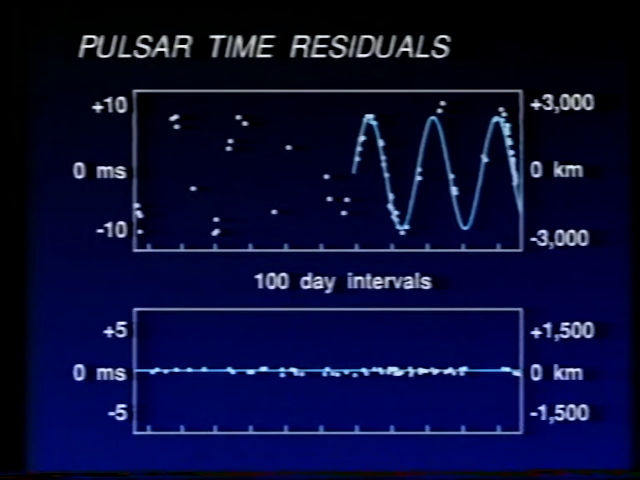 PULSAR TIME RESIDUALS
+10 +3,000
0 ms 0 km
-10 -3,000
100 day intervals
+5 +1,500
0 ms 0 km
-5 -1,500